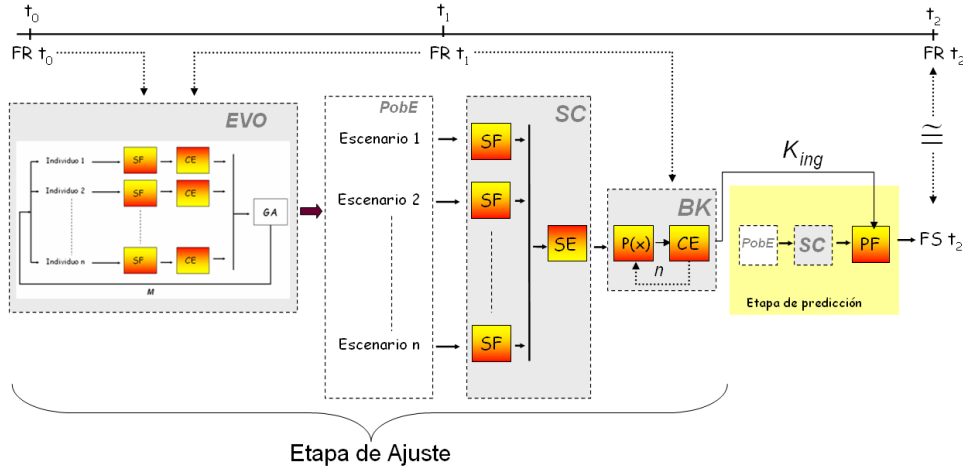 t0
t1
t2
FR t0
FR t1
FR t2
EVO
Individuo 1
SF
CE
Individuo 2
SF
CE
GA
Individuo n
SF
CE
M
PobE
Escenario 1
Escenario 2
Escenario n
SC
SF
SF
SF
SE
BK
P(x)
CE
n
King
≅
PobE
SC
PF
FS t2
Etapa de predicción
Etapa de Ajuste